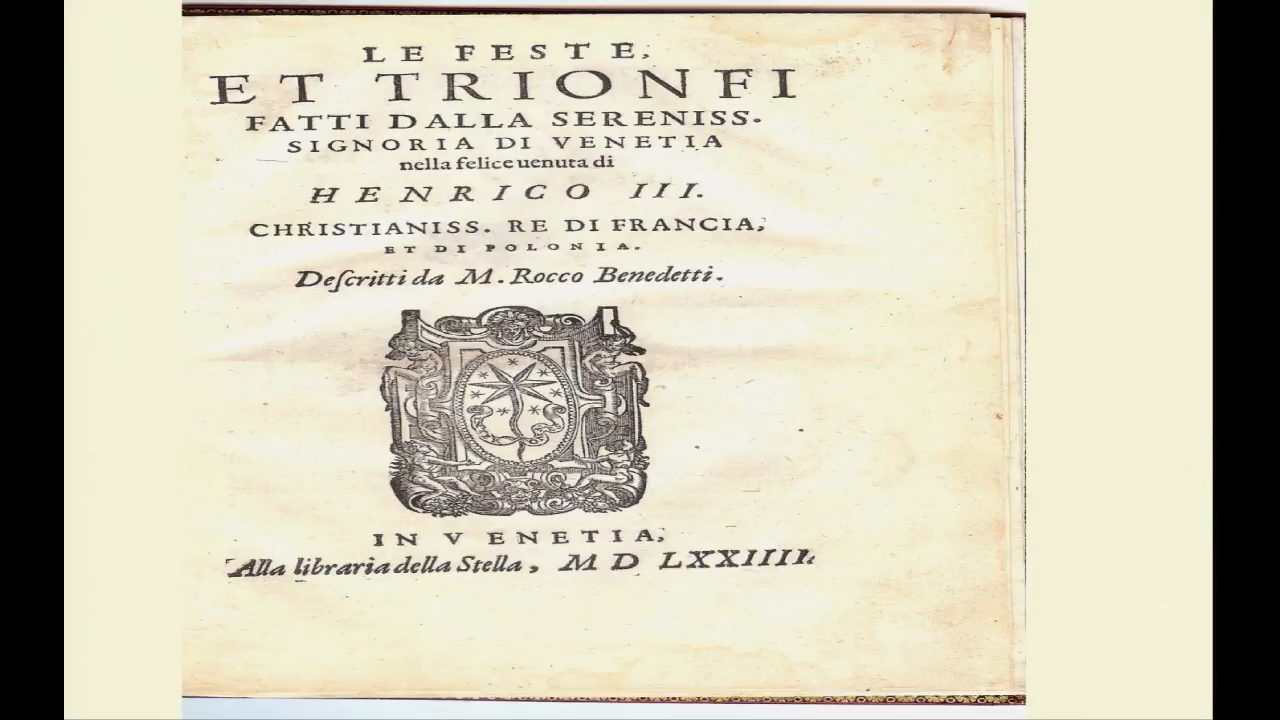 LE FESTE,
ET TRIONFI
FATTI DALLA SERENISS.
SIGNORIA DI VENETIA
nella felice uenuta di
HENRICO III.
CHRISTIANISS. RE DI FRANCIA,
ET DI POLONIA.
Deſcritti da M. Rocco Benedetti.
IN VENETIA,
Alla libraria della Stella, M D LXXIIII.